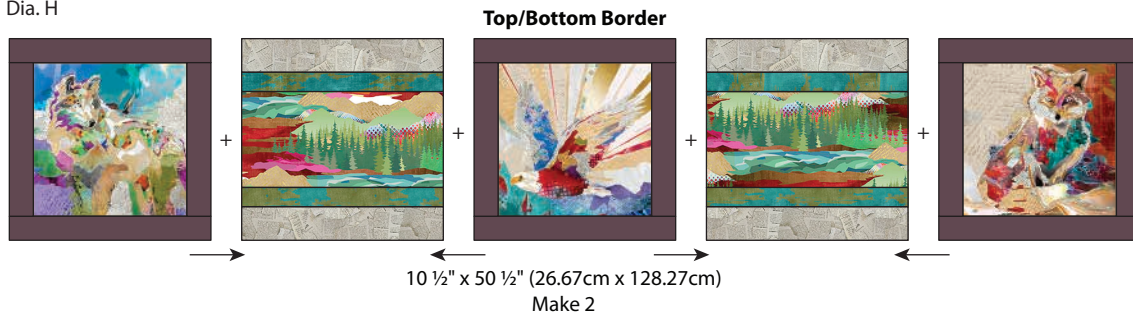 Dia. H
Top/Bottom Border
+ + + +
10 ½" x 50 ½" (26.67cm x 128.27cm)
Make 2